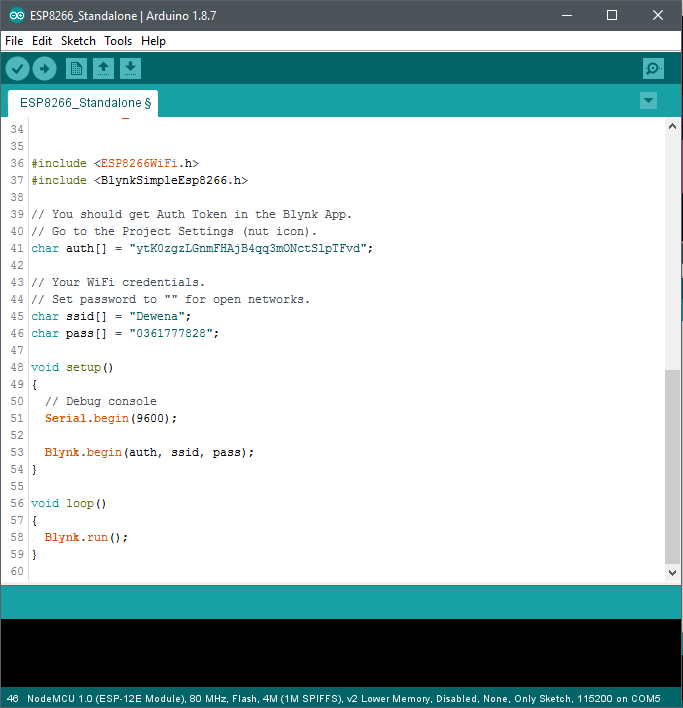 ESP8266_Standalone | Arduino 1.8.7
File Edit Sketch Tools Help
ESP8266_Standalone §
34
35
36 #include <ESP8266WiFi.h>
37 #include <BlynkSimpleEsp8266.h>
38
39 // You should get Auth Token in the Blynk App.
40 // Go to the Project Settings (nut icon).
41 char auth[] = "ytK0zgzLGnmFHAjB4qq3mONctSlpTFvd";
42
43 // Your WiFi credentials.
44 // Set password to "" for open networks.
45 char ssid[] = "Dewena";
46 char pass[] = "0361777828";
47
48 void setup()
49 {
50   // Debug console
51   Serial.begin(9600);
52
53   Blynk.begin(auth, ssid, pass);
54 }
55
56 void loop()
57 {
58   Blynk.run();
59 }
60
46 NodeMCU 1.0 (ESP-12E Module), 80 MHz, Flash, 4M (1M SPIFFS), v2 Lower Memory, Disabled, None, Only Sketch, 115200 on COM5